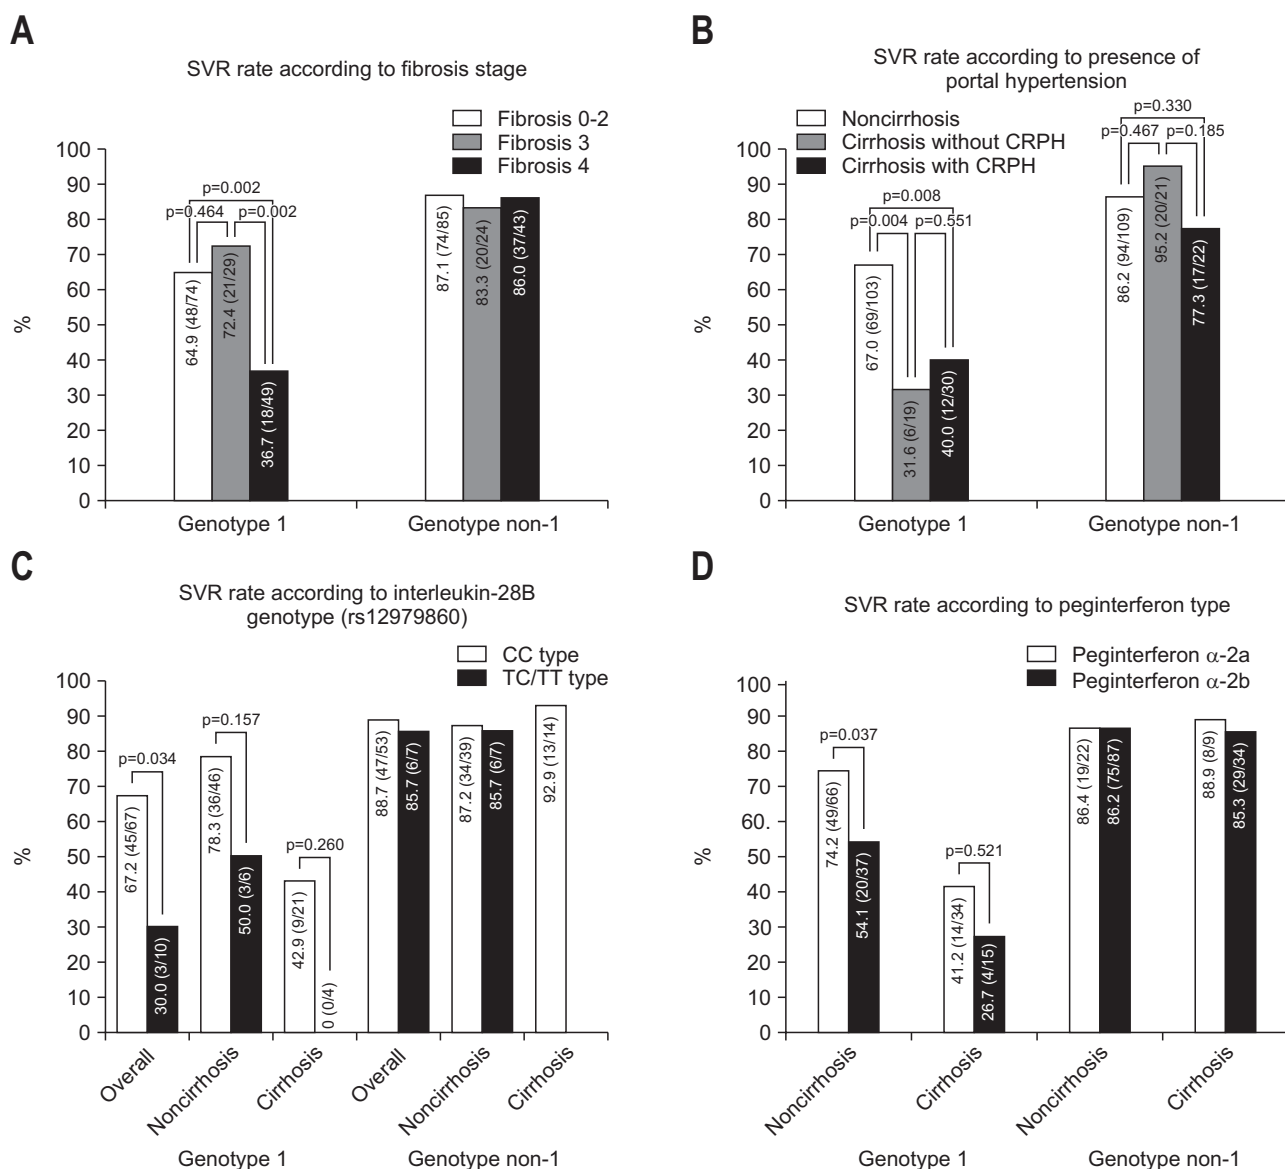 A
SVR rate according to fibrosis stage
Fibrosis 0-2
Fibrosis 3
Fibrosis 4
100
90
80
70
60
50
40
30
20
10
0
%
p=0.002
p=0.464
p=0.002
64.9 (48/74)
72.4 (21/29)
36.7 (18/49)
87.1 (74/85)
83.3 (20/24)
86.0 (37/43)
Genotype 1
Genotype non-1
B
SVR rate according to presence of
portal hypertension
Noncirrhosis
Cirrhosis without CRPH
Cirrhosis with CRPH
100
90
80
70
60
50
40
30
20
10
0
%
p=0.008
p=0.004
p=0.551
p=0.330
p=0.467
p=0.185
67.0 (69/103)
31.6 (6/19)
40.0 (12/30)
86.2 (94/109)
95.2 (20/21)
77.3 (17/22)
Genotype 1
Genotype non-1
C
SVR rate according to interleukin-28B
genotype (rs12979860)
CC type
TC/TT type
100
90
80
70
60
50
40
30
20
10
0
%
p=0.034
p=0.157
p=0.260
67.2 (45/67)
30.0 (3/10)
78.3 (36/46)
50.0 (3/6)
42.9 (9/21)
0 (0/4)
88.7 (47/53)
85.7 (6/7)
87.2 (34/39)
85.7 (6/7)
92.9 (13/14)
Overall
Noncirrhosis
Cirrhosis
Overall
Noncirrhosis
Cirrhosis
Genotype 1
Genotype non-1
D
SVR rate according to peginterferon type
Peginterferon α-2a
Peginterferon α-2b
100
90
80
70
60.
50
40
30
20
10
0
%
p=0.037
p=0.521
74.2 (49/66)
54.1 (20/37)
41.2 (14/34)
26.7 (4/15)
86.4 (19/22)
86.2 (75/87)
88.9 (8/9)
85.3 (29/34)
Noncirrhosis
Cirrhosis
Noncirrhosis
Cirrhosis
Genotype 1
Genotype non-1